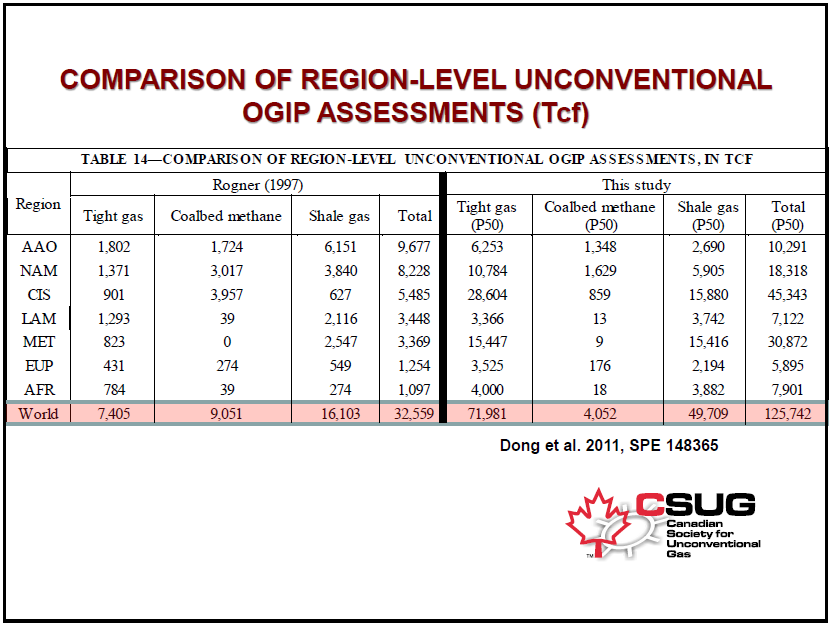 COMPARISON OF REGION-LEVEL UNCONVENTIONAL
OGIP ASSESSMENTS (Tcf)
TABLE 14—COMPARISON OF REGION-LEVEL UNCONVENTIONAL OGIP ASSESSMENTS, IN TCF
Region Rogner (1997) This study
Tight gas Coalbed methane Shale gas Total Tight gas (P50) Coalbed methane (P50) Shale gas (P50) Total (P50)
AAO 1,802 1,724 6,151 9,677 6,253 1,348 2,690 10,291
NAM 1,371 3,017 3,840 8,228 10,784 1,629 5,905 18,318
CIS 901 3,957 627 5,485 28,604 859 15,880 45,343
LAM 1,293 39 2,116 3,448 3,366 13 3,742 7,122
MET 823 0 2,547 3,369 15,447 9 15,416 30,872
EUP 431 274 549 1,254 3,525 176 2,194 5,895
AFR 784 39 274 1,097 4,000 18 3,882 7,901
World 7,405 9,051 16,103 32,559 71,981 4,052 49,709 125,742
Dong et al. 2011, SPE 148365
CSUG
Canadian
Society for
Unconventional
Gas
TM